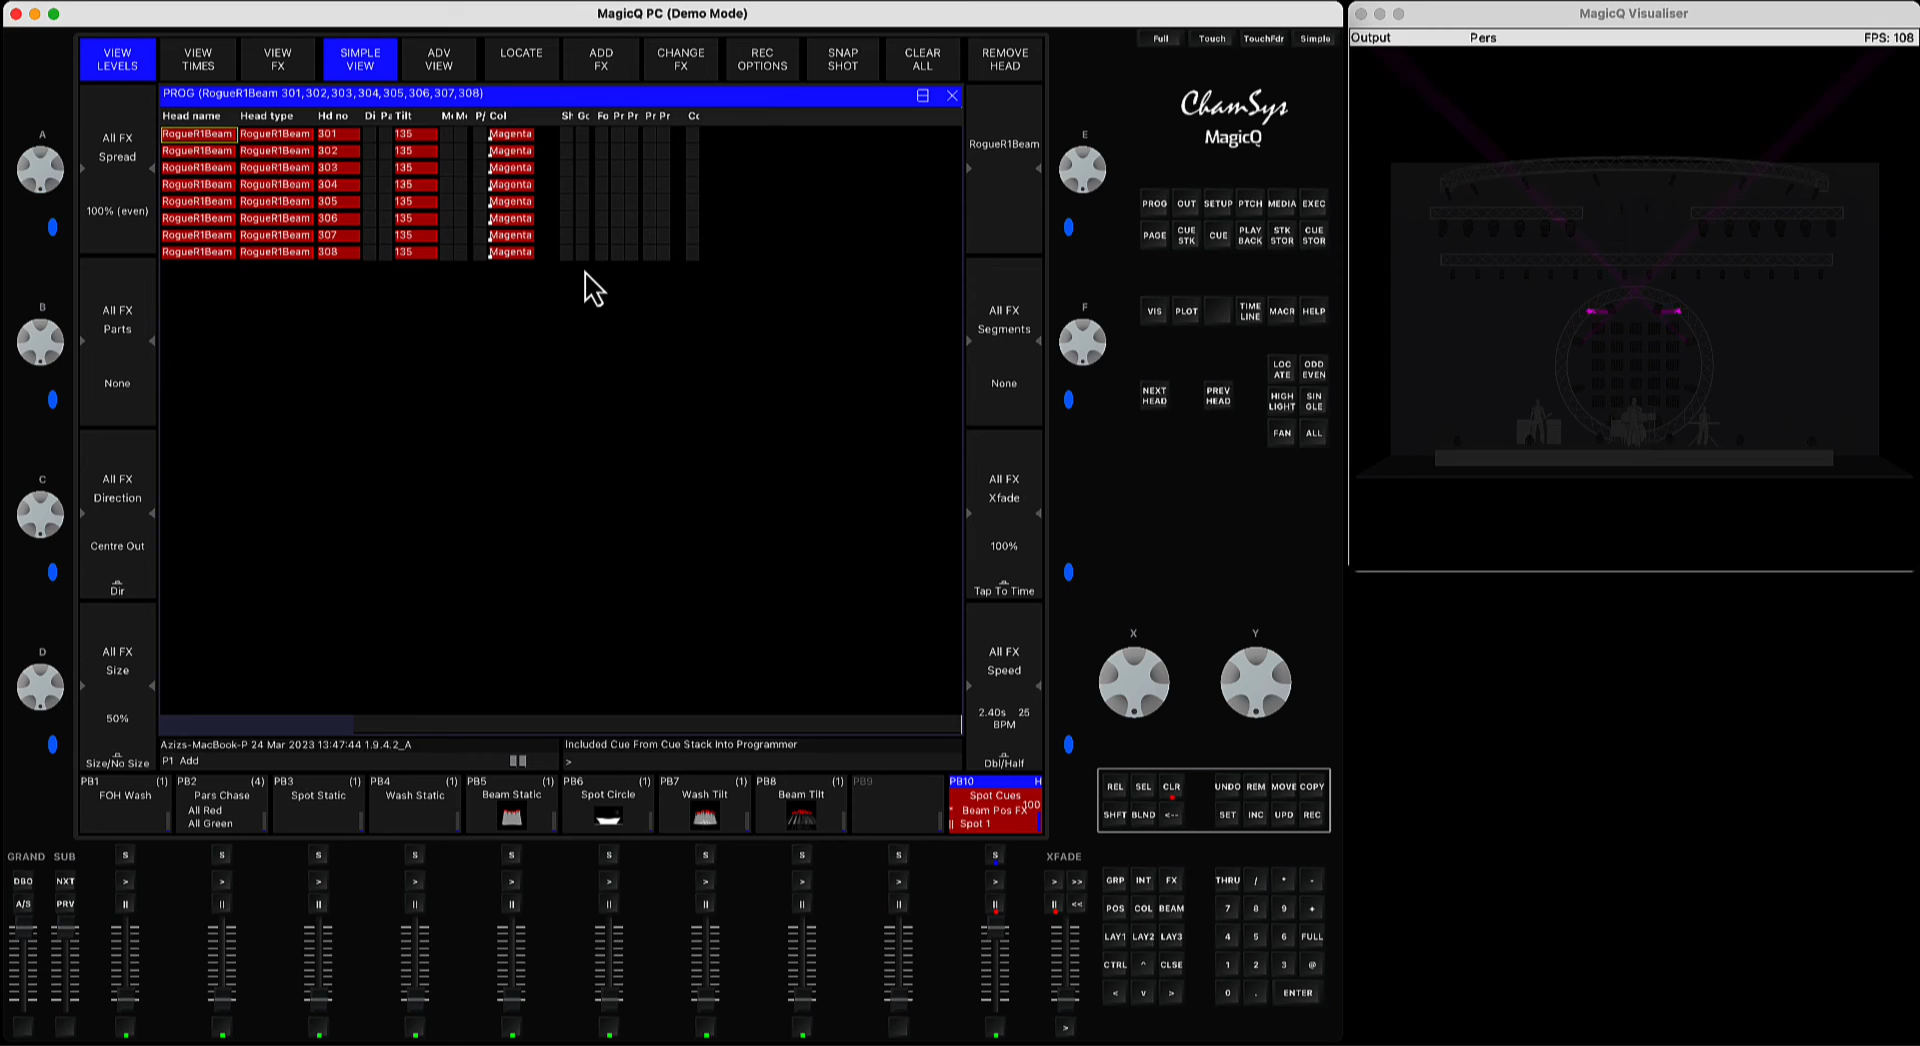 MagicQ PC (Demo Mode)
MagicQ Visualiser
Output
Pers
FPS: 108
Full
Touch
TouchFdr
Simple
VIEW
LEVELS
VIEW
TIMES
VIEW
FX
SIMPLE
VIEW
ADV
VIEW
LOCATE
ADD
FX
CHANGE
FX
REC
OPTIONS
SNAP
SHOT
CLEAR
ALL
REMOVE
HEAD
PROG (RogueR1Beam 301,302,303,304,305,306,307,308)
Head name Head type Hd no Di Pa Tilt Mo Mo P/ Col Sh Go Fo Pr Pr Pr Pr Co
RogueR1Beam RogueR1Beam 301 135 Magenta
RogueR1Beam RogueR1Beam 302 135 Magenta
RogueR1Beam RogueR1Beam 303 135 Magenta
RogueR1Beam RogueR1Beam 304 135 Magenta
RogueR1Beam RogueR1Beam 305 135 Magenta
RogueR1Beam RogueR1Beam 306 135 Magenta
RogueR1Beam RogueR1Beam 307 135 Magenta
RogueR1Beam RogueR1Beam 308 135 Magenta
A
All FX
Spread
100% (even)
B
All FX
Parts
None
C
All FX
Direction
Centre Out
Dir
D
All FX
Size
50%
Size/No Size
RogueR1Beam
E
All FX
Segments
None
F
All FX
Xfade
100%
Tap To Time
All FX
Speed
2.40s 25
BPM
Dbl/Half
Azizs-MacBook-P 24 Mar 2023 13:47:44 1.9.4.2_A
Included Cue From Cue Stack Into Programmer
P1 Add
>
PB1 (1)
FOH Wash
PB2 (4)
Pars Chase
All Red
All Green
PB3 (1)
Spot Static
PB4 (1)
Wash Static
PB5 (1)
Beam Static
PB6 (1)
Spot Circle
PB7 (1)
Wash Tilt
PB8 (1)
Beam Tilt
PB9
PB10 H
Spot Cues
100
* Beam Pos FX
|| Spot 1
ChamSys
MagicQ
PROG OUT SETUP PTCH MEDIA EXEC
PAGE CUE STK CUE PLAY BACK STK STOR CUE STOR
VIS PLOT TIME LINE MACR HELP
LOC ATE ODD EVEN
NEXT HEAD PREV HEAD HIGH LIGHT SIN GLE
FAN ALL
X Y
REL SEL CLR UNDO REM MOVE COPY
SHFT BLND <-- SET INC UPD REC
GRAND SUB
XFADE
S S S S S S S S S S
DBO NXT > > > > > > > > > > > >>
A/S PRV || || || || || || || || || || || <<
>
GRP INT FX THRU / * -
POS COL BEAM 7 8 9 +
LAY1 LAY2 LAY3 4 5 6 FULL
CTRL ^ CLSE 1 2 3 @
< v > 0 . ENTER